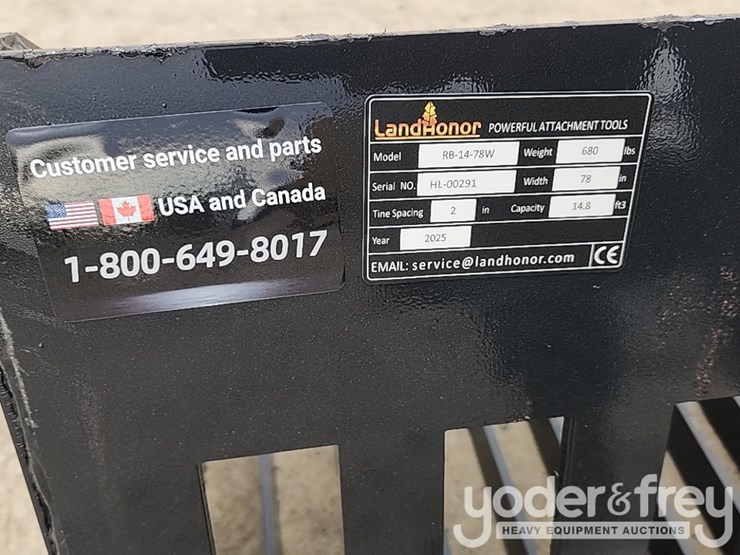 Customer service and parts
USA and Canada
1-800-649-8017
LandHonor POWERFUL ATTACHMENT TOOLS
Model RB-14-78W Weight 680 lbs
Serial NO. HL-00291 Width 78 in
Tine Spacing 2 in Capacity 14.8 ft3
Year 2025
EMAIL: service@landhonor.com CE
yoder&frey
HEAVY EQUIPMENT AUCTIONS